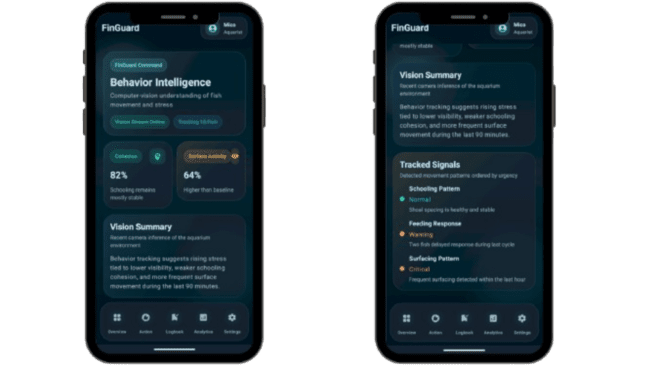 FinGuard
Mico
Aquarist
FinGuard Command
Behavior Intelligence
Computer vision understanding of fish
movement and stress
Vision Stream Online
Tracking
Cohesion
Surface Activity
82%
64%
Schooling remains
mostly stable
Higher than baseline
Vision Summary
Recent camera inference of the aquarium
environment
Behavior tracking suggests rising stress
tied to lower visibility, weaker schooling
cohesion, and more frequent surface
movement during the last 90 minutes.
Overview
Action
Logbook
Analytics
Settings
FinGuard
Mico
Aquarist
mostly stable
Vision Summary
Recent camera inference of the aquarium
environment
Behavior tracking suggests rising stress
tied to lower visibility, weaker schooling
cohesion, and more frequent surface
movement during the last 90 minutes.
Tracked Signals
Detected movement patterns ordered by urgency
Schooling Pattern
Normal
Shoal spacing is healthy and stable
Feeding Response
Warning
Two fish delayed response during last cycle
Surfacing Pattern
Critical
Frequent surfacing detected within the last hour
Overview
Action
Logbook
Analytics
Settings